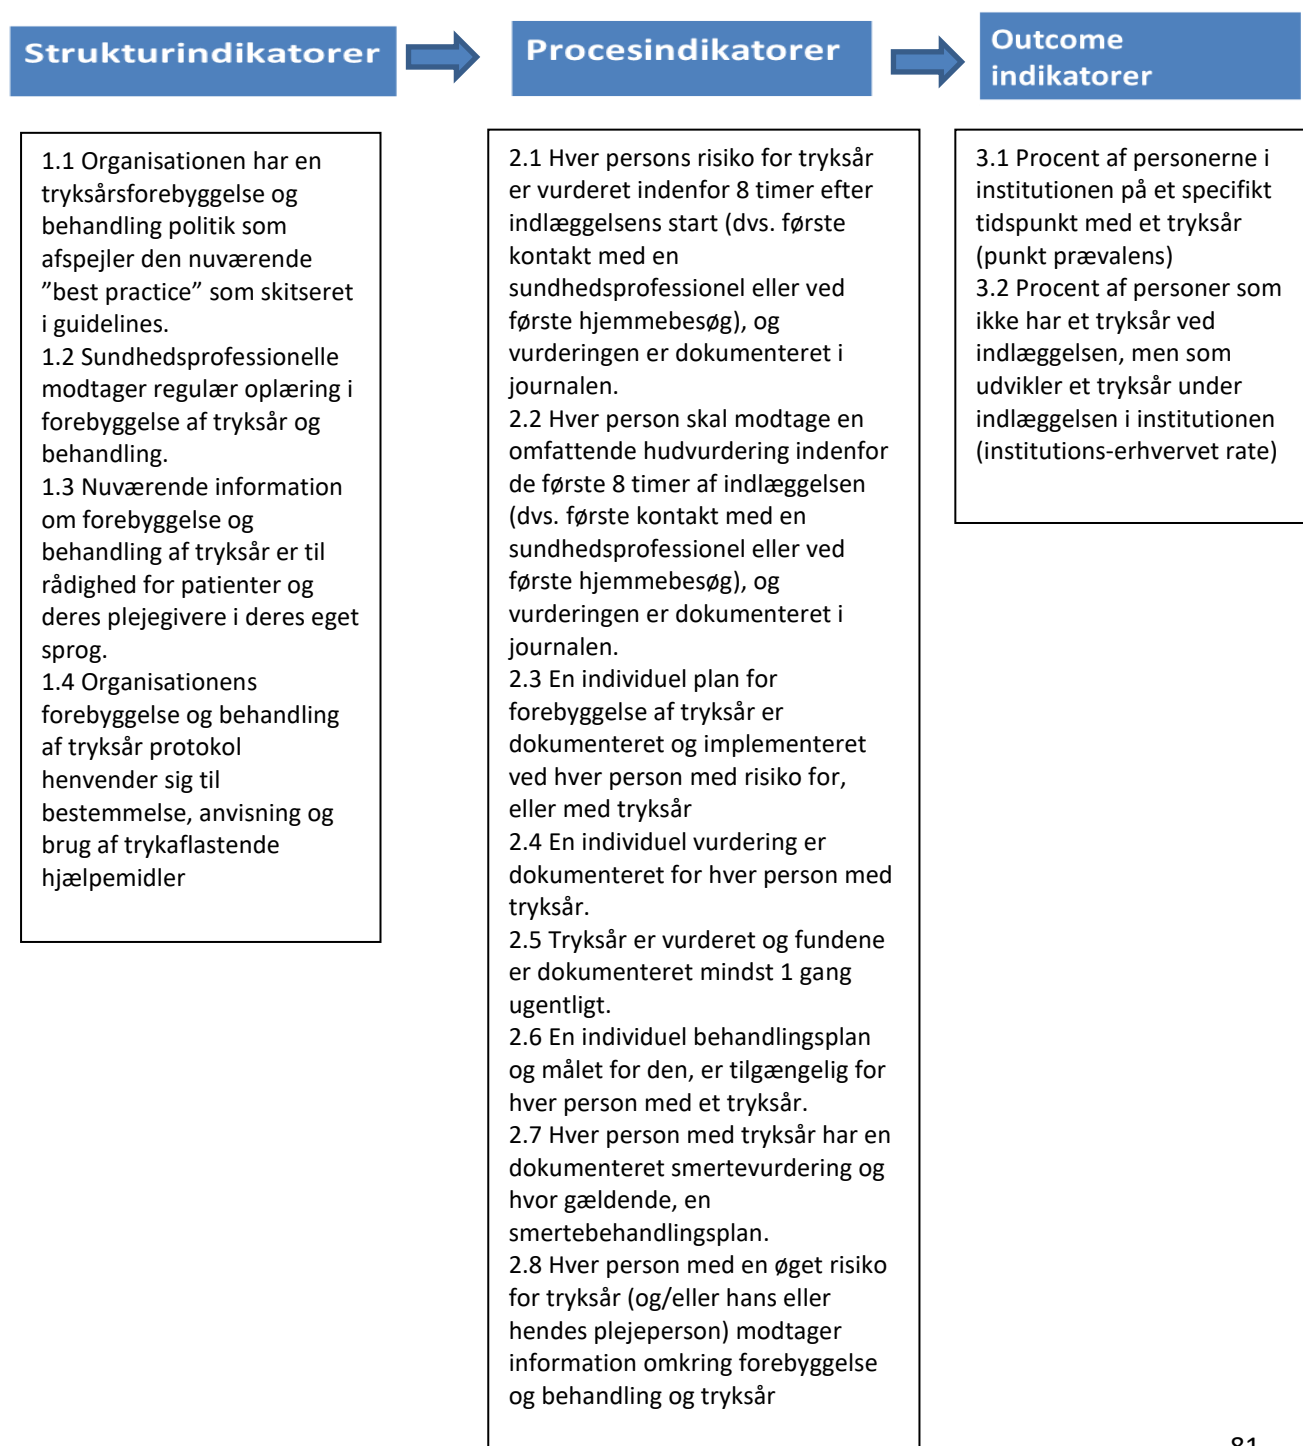 Strukturindikatorer
Procesindikatorer
Outcome
indikatorer
1.1 Organisationen har en
tryksårsforebyggelse og
behandling politik som
afspejler den nuværende
”best practice” som skitseret
i guidelines.
1.2 Sundhedsprofessionelle
modtager regulær oplæring i
forebyggelse af tryksår og
behandling.
1.3 Nuværende information
om forebyggelse og
behandling af tryksår er til
rådighed for patienter og
deres plejegivere i deres eget
sprog.
1.4 Organisationens
forebyggelse og behandling
af tryksår protokol
henvender sig til
bestemmelse, anvisning og
brug af trykaflastende
hjælpemidler
2.1 Hver persons risiko for tryksår
er vurderet indenfor 8 timer efter
indlæggelsens start (dvs. første
kontakt med en
sundhedsprofessionel eller ved
første hjemmebesøg), og
vurderingen er dokumenteret i
journalen.
2.2 Hver person skal modtage en
omfattende hudvurdering indenfor
de første 8 timer af indlæggelsen
(dvs. første kontakt med en
sundhedsprofessionel eller ved
første hjemmebesøg), og
vurderingen er dokumenteret i
journalen.
2.3 En individuel plan for
forebyggelse af tryksår er
dokumenteret og implementeret
ved hver person med risiko for,
eller med tryksår
2.4 En individuel vurdering er
dokumenteret for hver person med
tryksår.
2.5 Tryksår er vurderet og fundene
er dokumenteret mindst 1 gang
ugentligt.
2.6 En individuel behandlingsplan
og målet for den, er tilgængelig for
hver person med et tryksår.
2.7 Hver person med tryksår har en
dokumenteret smertevurdering og
hvor gældende, en
smertebehandlingsplan.
2.8 Hver person med en øget risiko
for tryksår (og/eller hans eller
hendes plejeperson) modtager
information omkring forebyggelse
og behandling og tryksår
3.1 Procent af personerne i
institutionen på et specifikt
tidspunkt med et tryksår
(punkt prævalens)
3.2 Procent af personer som
ikke har et tryksår ved
indlæggelsen, men som
udvikler et tryksår under
indlæggelsen i institutionen
(institutions-erhvervet rate)
81